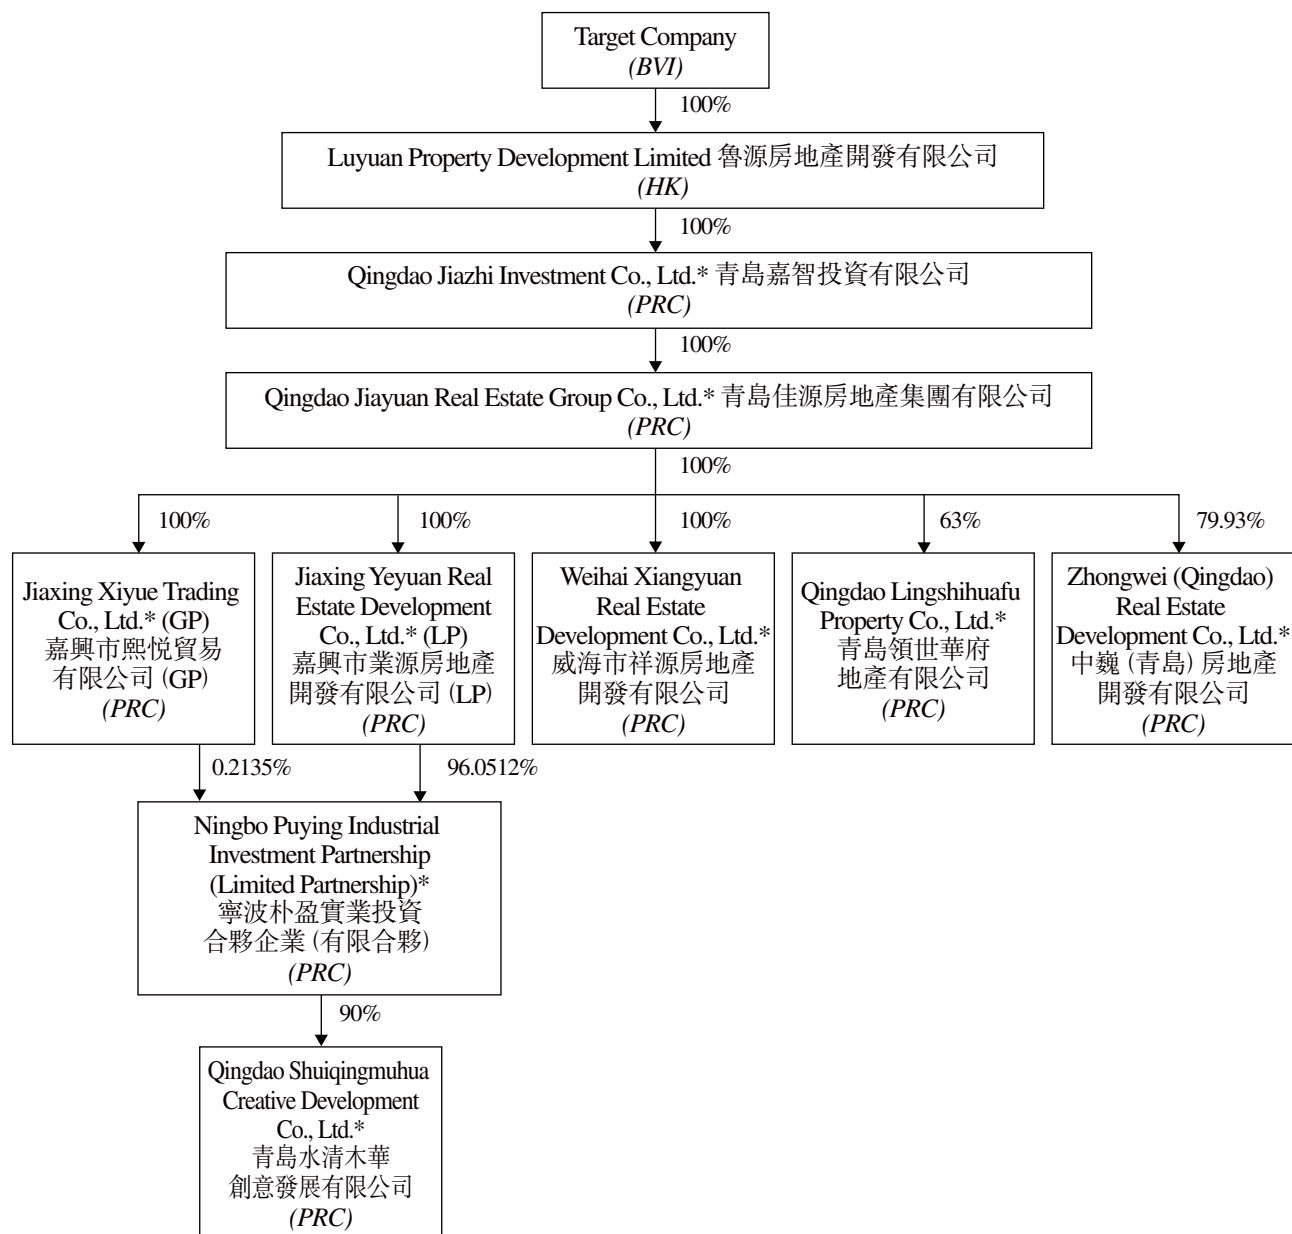 Target Company
(BVI)
100%
Luyuan Property Development Limited 魯源房地產開發有限公司
(HK)
100%
Qingdao Jiazhi Investment Co., Ltd.* 青島嘉智投資有限公司
(PRC)
100%
Qingdao Jiayuan Real Estate Group Co., Ltd.* 青島佳源房地產集團有限公司
(PRC)
100%
100%
100%
100%
63%
79.93%
Jiaxing Xiyue Trading
Co., Ltd.* (GP)
嘉興市熙悦貿易
有限公司 (GP)
(PRC)
Jiaxing Yeyuan Real
Estate Development
Co., Ltd.* (LP)
嘉興市業源房地產
開發有限公司 (LP)
(PRC)
Weihai Xiangyuan
Real Estate
Development Co., Ltd.*
威海市祥源房地產
開發有限公司
(PRC)
Qingdao Lingshihuafu
Property Co., Ltd.*
青島領世華府
地產有限公司
(PRC)
Zhongwei (Qingdao)
Real Estate
Development Co., Ltd.*
中巍 (青島) 房地產
開發有限公司
(PRC)
0.2135%
96.0512%
Ningbo Puying Industrial
Investment Partnership
(Limited Partnership)*
寧波朴盈實業投資
合夥企業 (有限合夥)
(PRC)
90%
Qingdao Shuiqingmuhua
Creative Development
Co., Ltd.*
青島水清木華
創意發展有限公司
(PRC)